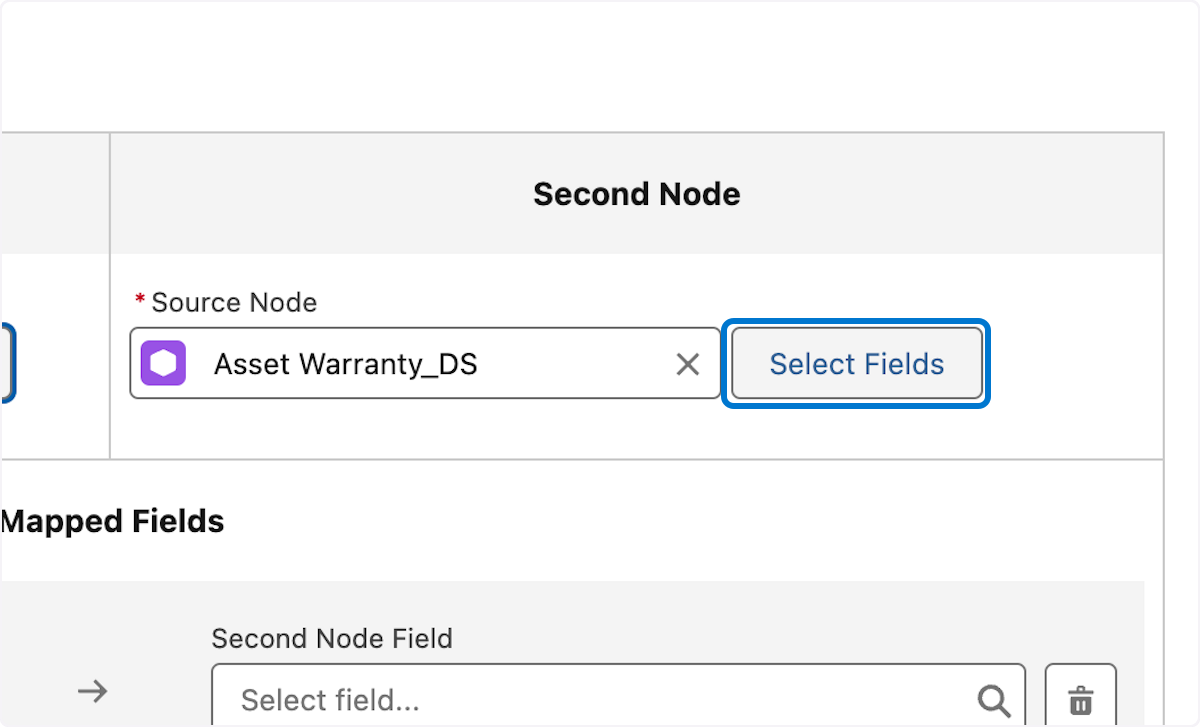 Second Node
* Source Node
Asset Warranty_DS
Select Fields
Mapped Fields
Second Node Field
Select field...